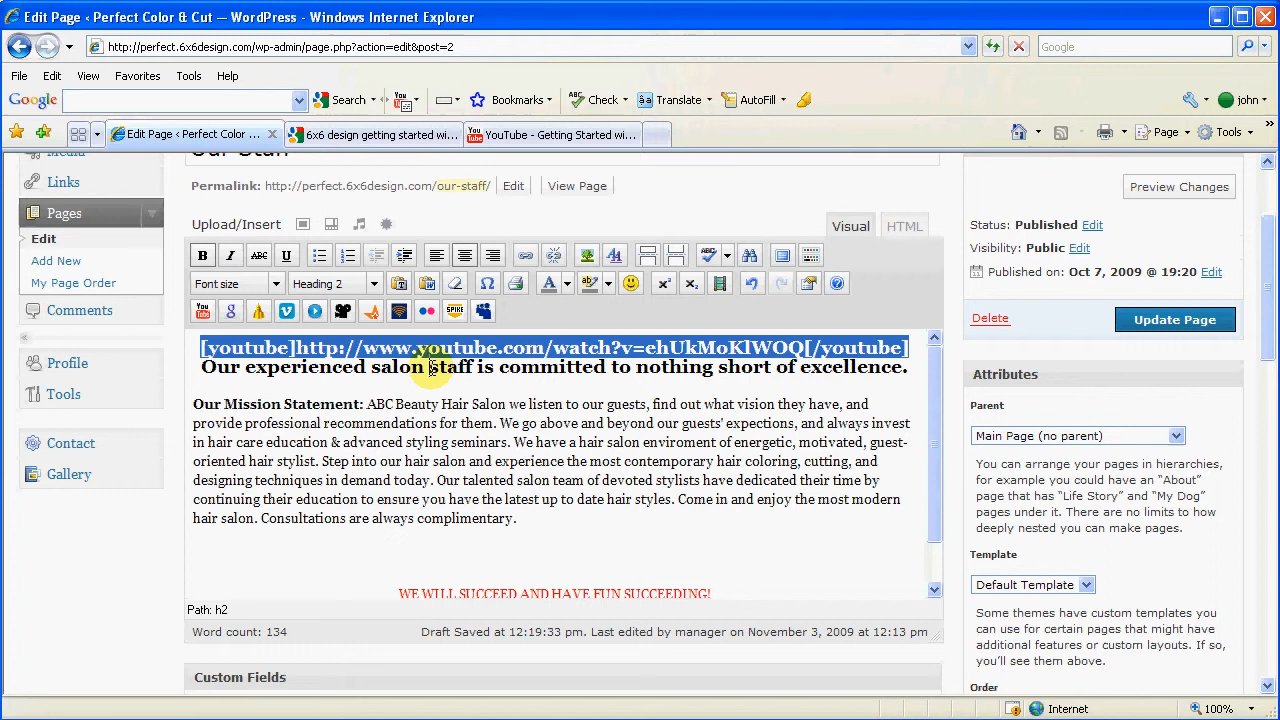 Edit Page ‹ Perfect Color & Cut — WordPress - Windows Internet Explorer
http://perfect.6x6design.com/wp-admin/page.php?action=edit&post=2
Google
File Edit View Favorites Tools Help
Google Search Bookmarks Check Translate AutoFill john
Edit Page ‹ Perfect Color ... 6x6 design getting started wi... YouTube - Getting Started wi... Page Tools
Media
Links
Pages
Edit
Add New
My Page Order
Comments
Profile
Tools
Contact
Gallery
Our Staff
Permalink: http://perfect.6x6design.com/our-staff/ Edit View Page
Upload/Insert Visual HTML
B I ABC U
Font size Heading 2
[youtube]http://www.youtube.com/watch?v=ehUkMoKlWOQ[/youtube]
Our experienced salon staff is committed to nothing short of excellence.
Our Mission Statement: ABC Beauty Hair Salon we listen to our guests, find out what vision they have, and
provide professional recommendations for them. We go above and beyond our guests' expections, and always invest
in hair care education & advanced styling seminars. We have a hair salon enviroment of energetic, motivated, guest-
oriented hair stylist. Step into our hair salon and experience the most contemporary hair coloring, cutting, and
designing techniques in demand today. Our talented salon team of devoted stylists have dedicated their time by
continuing their education to ensure you have the latest up to date hair styles. Come in and enjoy the most modern
hair salon. Consultations are always complimentary.
WE WILL SUCCEED AND HAVE FUN SUCCEEDING!
Path: h2
Word count: 134 Draft Saved at 12:19:33 pm. Last edited by manager on November 3, 2009 at 12:13 pm
Custom Fields
Preview Changes
Status: Published Edit
Visibility: Public Edit
Published on: Oct 7, 2009 @ 19:20 Edit
Delete Update Page
Attributes
Parent
Main Page (no parent)
You can arrange your pages in hierarchies,
for example you could have an “About”
page that has “Life Story” and “My Dog”
pages under it. There are no limits to how
deeply nested you can make pages.
Template
Default Template
Some themes have custom templates you
can use for certain pages that might have
additional features or custom layouts. If so,
you’ll see them above.
Order
Internet 100%